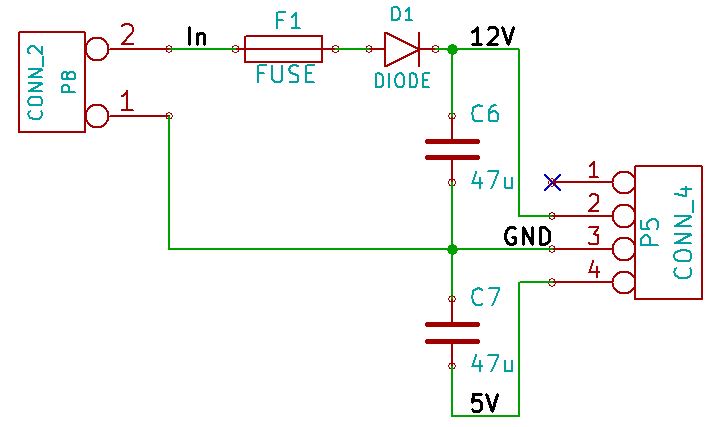 CONN_2
P8
2
1
In
F1
FUSE
D1
DIODE
12V
C6
47u
GND
C7
47u
5V
1
2
3
4
P5
CONN_4